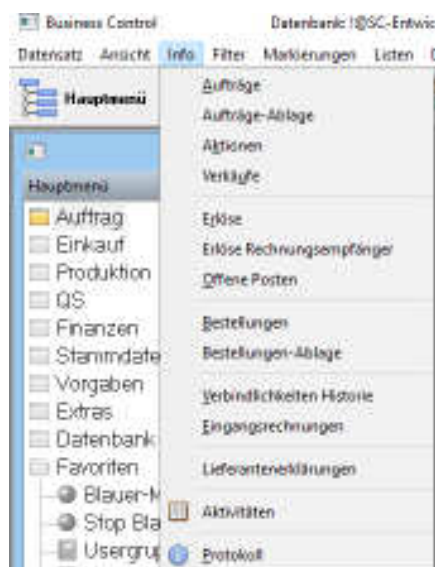 Business Control Datenbank: !@SC-Entwic
Datensatz Ansicht Info Filter Markierungen Listen
Hauptmenü
Hauptmenü
Auftrag
Einkauf
Produktion
QS
Finanzen
Stammdate
Vorgaben
Extras
Datenbank
Favoriten
Blauer-M
Stop Bla
Usergru
Aufträge
Aufträge-Ablage
Aktionen
Verkäufe
Erlöse
Erlöse Rechnungsempfänger
Offene Posten
Bestellungen
Bestellungen-Ablage
Verbindlichkeiten Historie
Eingangsrechnungen
Lieferantenerklärungen
Aktivitäten
Protokoll